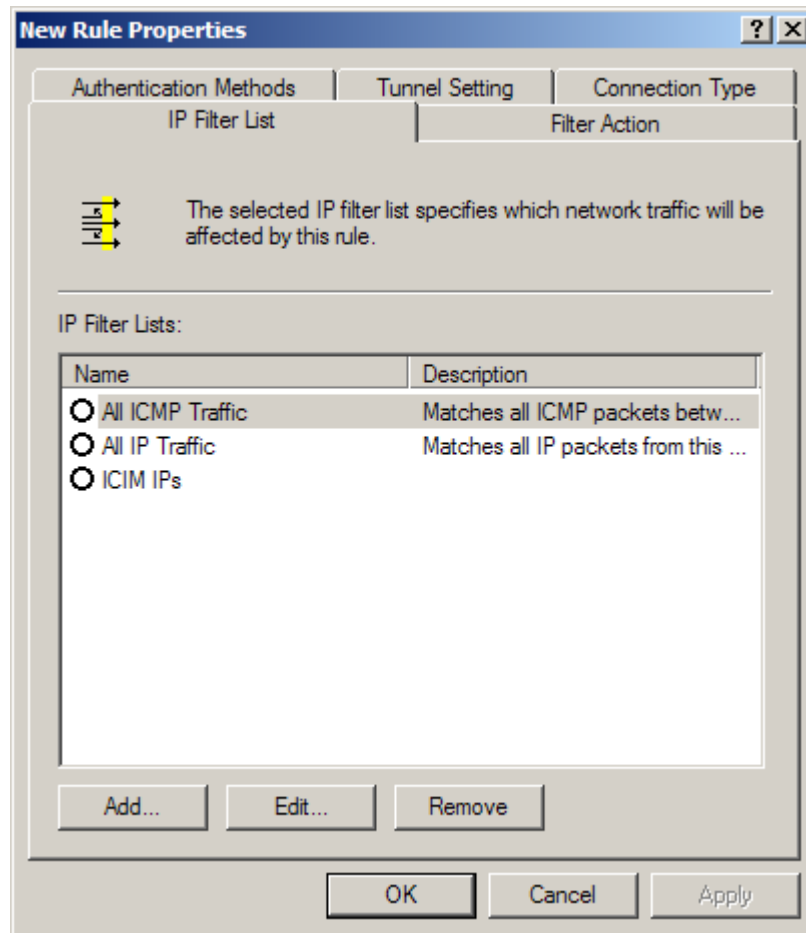 New Rule Properties
Authentication Methods Tunnel Setting Connection Type
IP Filter List Filter Action
The selected IP filter list specifies which network traffic will be
affected by this rule.
IP Filter Lists:
Name Description
All ICMP Traffic Matches all ICMP packets betw...
All IP Traffic Matches all IP packets from this ...
ICIM IPs
Add... Edit... Remove
OK Cancel Apply